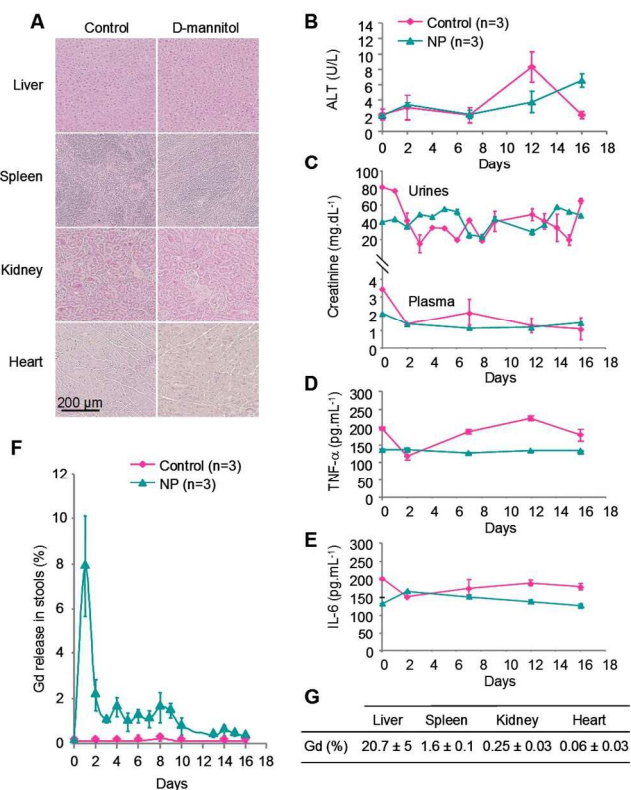 A
Control D-mannitol
Liver
Spleen
Kidney
Heart
200 µm
B
Control (n=3)
NP (n=3)
ALT (U/L)
14
12
10
8
6
4
2
0
0 2 4 6 8 10 12 14 16 18
Days
C
Creatinine (mg.dL-1)
100
80
60
40
20
Urines
4
3
2
1
0
Plasma
0 2 4 6 8 10 12 14 16 18
Days
D
TNF-α (pg.mL-1)
300
250
200
150
100
50
0
0 2 4 6 8 10 12 14 16 18
Days
E
IL-6 (pg.mL-1)
300
250
200
150
100
50
0
0 2 4 6 8 10 12 14 16 18
Days
F
Control (n=3)
NP (n=3)
Gd release in stools (%)
12
10
8
6
4
2
0
0 2 4 6 8 10 12 14 16 18
Days
G
Liver Spleen Kidney Heart
Gd (%) 20.7 ± 5 1.6 ± 0.1 0.25 ± 0.03 0.06 ± 0.03